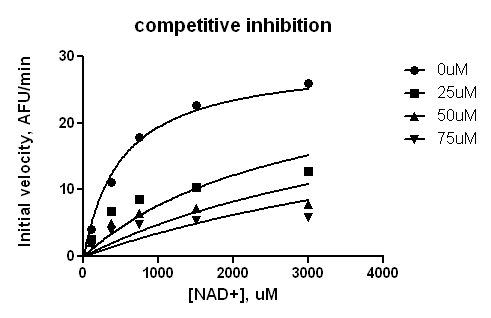 competitive inhibition
30
20
10
0
0 1000 2000 3000 4000
Initial velocity, AFU/min
[NAD+], uM
0uM
25uM
50uM
75uM